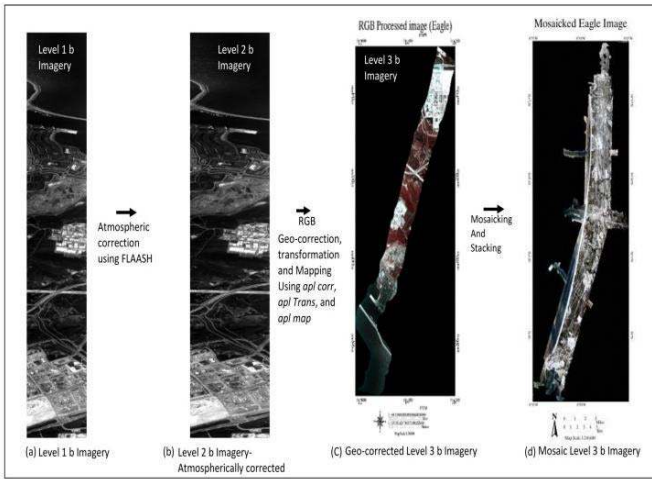 Level 1 b
Imagery
Atmospheric
correction
using FLAASH
Level 2 b
Imagery
RGB
Geo-correction,
transformation
and Mapping
Using apl corr,
apl Trans, and
apl map
RGB Processed image (Eagle)
Level 3 b
Imagery
Mosaicking
And
Stacking
Mosaicked Eagle Image
N
(a) Level 1 b Imagery
(b) Level 2 b Imagery-
Atmospherically corrected
(C) Geo-corrected Level 3 b Imagery
(d) Mosaic Level 3 b Imagery